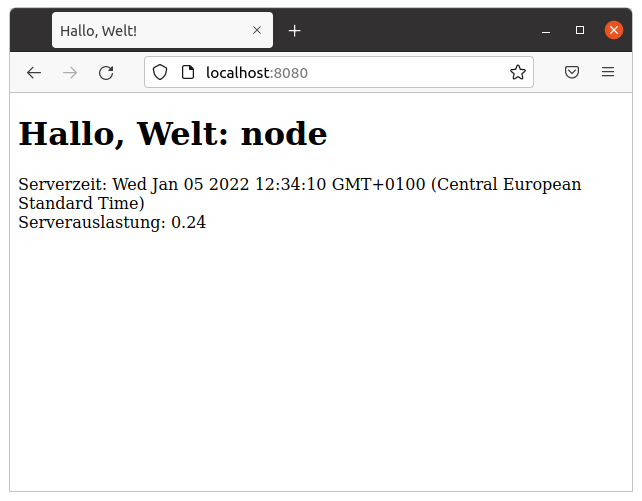 Hallo, Welt!
localhost:8080
Hallo, Welt: node
Serverzeit: Wed Jan 05 2022 12:34:10 GMT+0100 (Central European
Standard Time)
Serverauslastung: 0.24